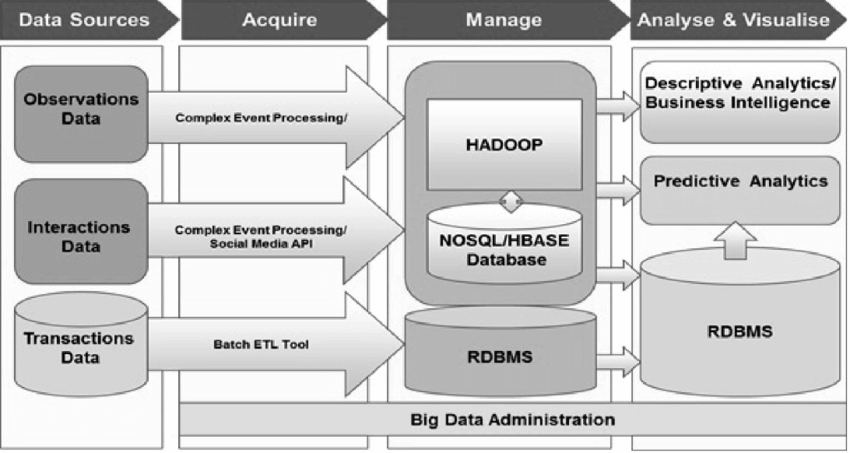 Data Sources
Acquire
Manage
Analyse & Visualise
Observations
Data
Complex Event Processing/
HADOOP
Descriptive Analytics/
Business Intelligence
Predictive Analytics
Interactions
Data
Complex Event Processing/
Social Media API
NOSQL/HBASE
Database
Transactions
Data
Batch ETL Tool
RDBMS
RDBMS
Big Data Administration